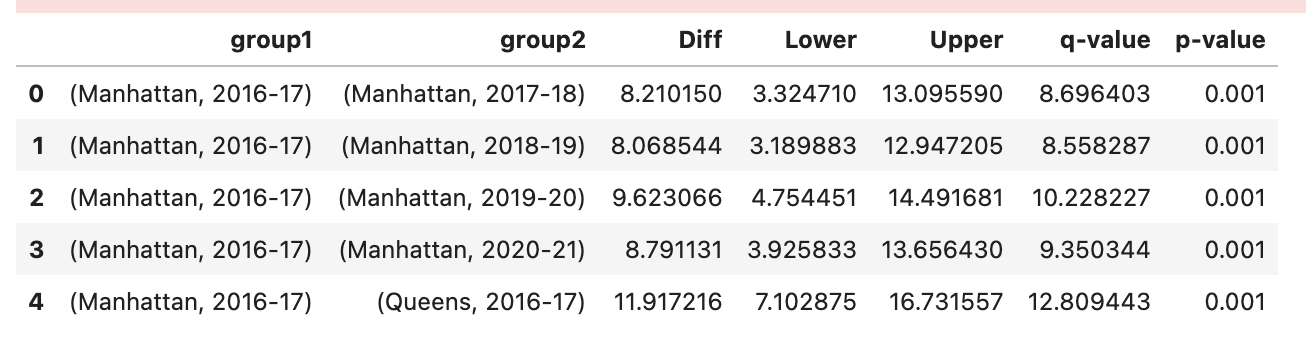 group1 group2 Diff Lower Upper q-value p-value
0 (Manhattan, 2016-17) (Manhattan, 2017-18) 8.210150 3.324710 13.095590 8.696403 0.001
1 (Manhattan, 2016-17) (Manhattan, 2018-19) 8.068544 3.189883 12.947205 8.558287 0.001
2 (Manhattan, 2016-17) (Manhattan, 2019-20) 9.623066 4.754451 14.491681 10.228227 0.001
3 (Manhattan, 2016-17) (Manhattan, 2020-21) 8.791131 3.925833 13.656430 9.350344 0.001
4 (Manhattan, 2016-17) (Queens, 2016-17) 11.917216 7.102875 16.731557 12.809443 0.001